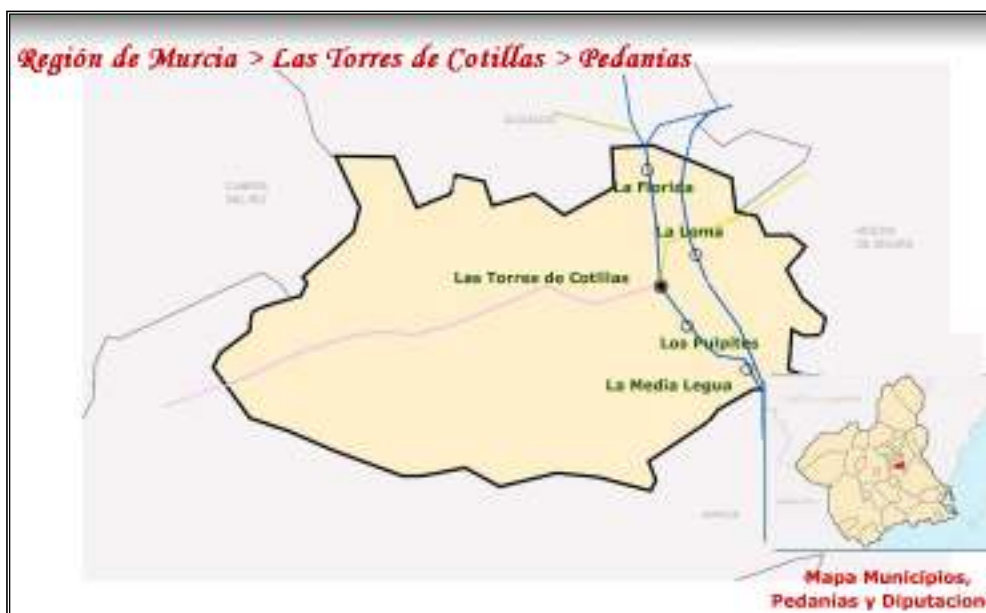 Región de Murcia > Las Torres de Cotillas > Pedanías
La Florida
La Loma
Las Torres de Cotillas
Los Pulpites
La Media Legua
Mapa Municipios,
Pedanías y Diputacion